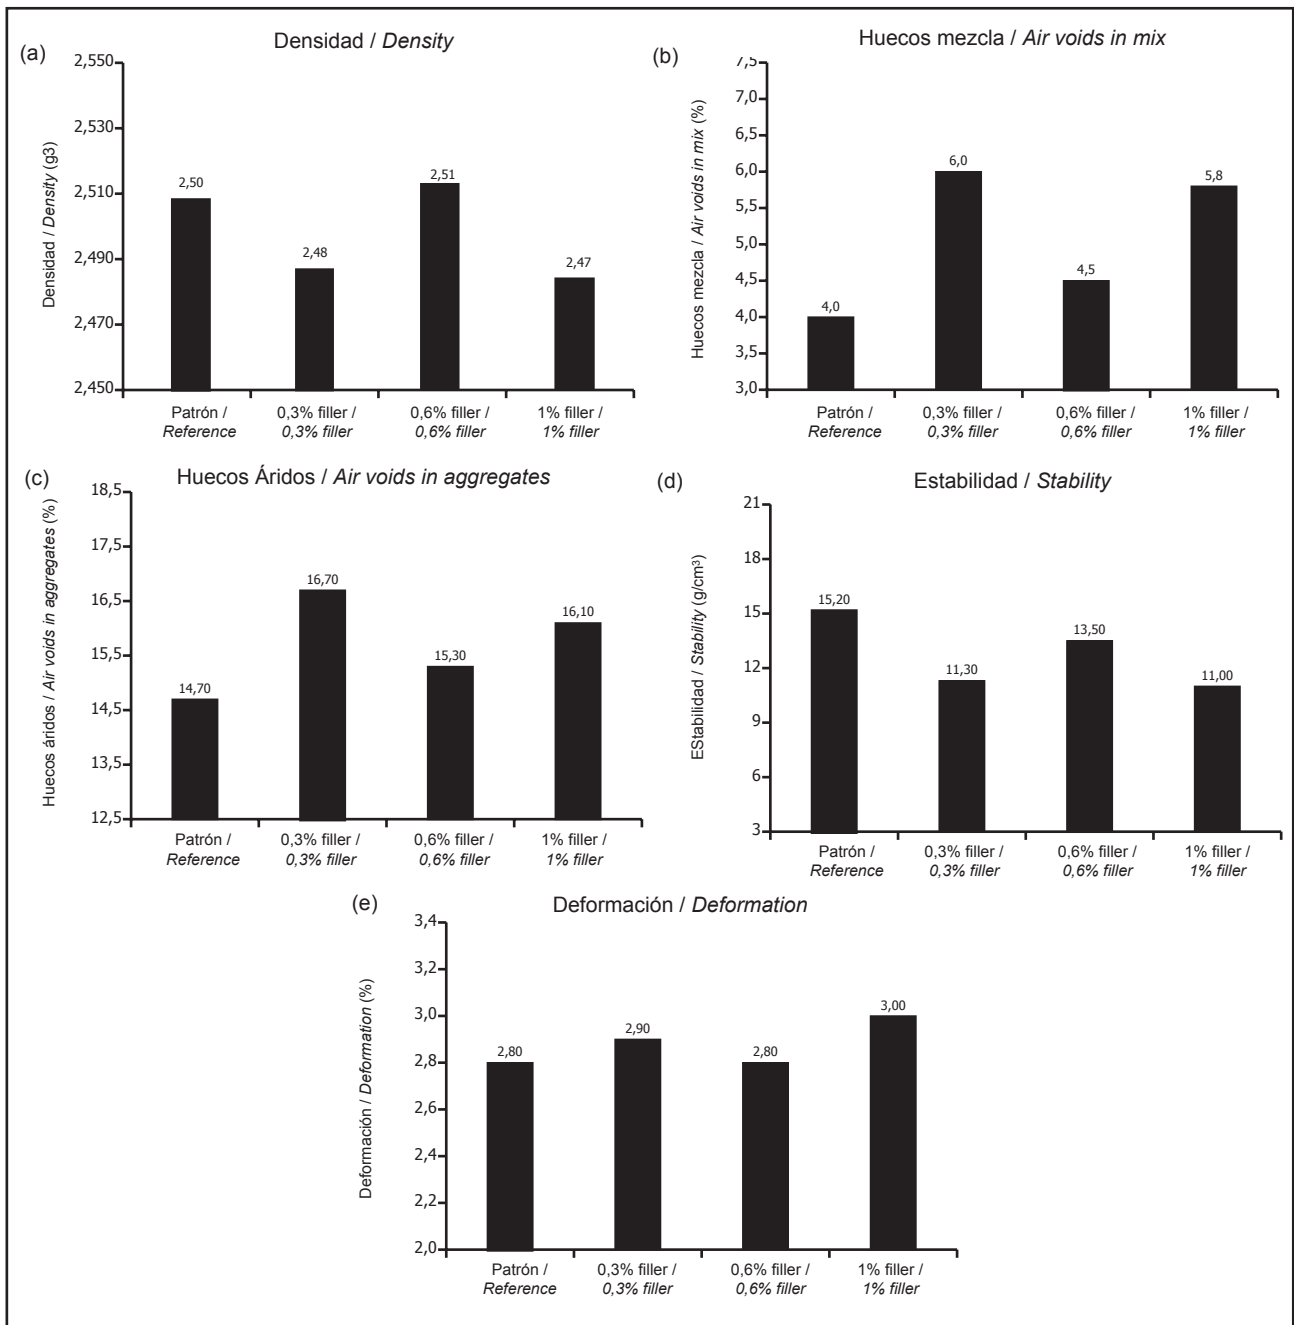 (a)
Densidad / Density
Densidad / Density (g3)
2,550
2,530
2,510
2,490
2,470
2,450
2,50
2,48
2,51
2,47
Patrón /
Reference
0,3% filler /
0,3% filler
0,6% filler /
0,6% filler
1% filler /
1% filler
(b)
Huecos mezcla / Air voids in mix
Huecos mezcla / Air voids in mix (%)
7,5
7,0
6,5
6,0
5,5
5,0
4,5
4,0
3,5
3,0
4,0
6,0
4,5
5,8
Patrón /
Reference
0,3% filler /
0,3% filler
0,6% filler /
0,6% filler
1% filler /
1% filler
(c)
Huecos Áridos / Air voids in aggregates
Huecos áridos / Air voids in aggregates (%)
18,5
17,5
16,5
15,5
14,5
13,5
12,5
14,70
16,70
15,30
16,10
Patrón /
Reference
0,3% filler /
0,3% filler
0,6% filler /
0,6% filler
1% filler /
1% filler
(d)
Estabilidad / Stability
EStabilidad / Stability (g/cm³)
21
18
15
12
9
6
3
15,20
11,30
13,50
11,00
Patrón /
Reference
0,3% filler /
0,3% filler
0,6% filler /
0,6% filler
1% filler /
1% filler
(e)
Deformación / Deformation
Deformación / Deformation (%)
3,4
3,2
3,0
2,8
2,6
2,4
2,2
2,0
2,80
2,90
2,80
3,00
Patrón /
Reference
0,3% filler /
0,3% filler
0,6% filler /
0,6% filler
1% filler /
1% filler